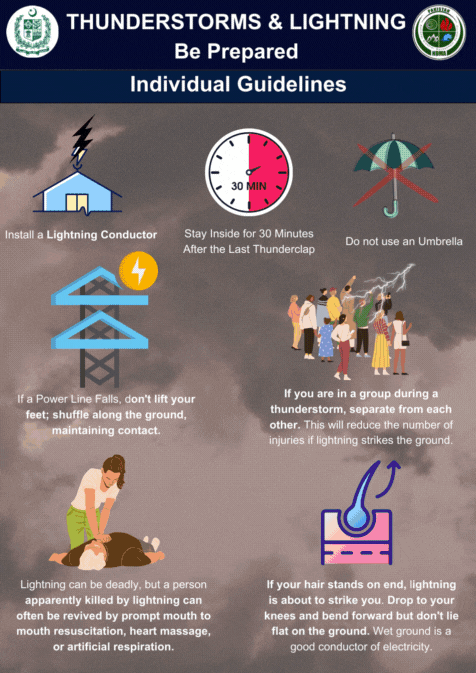 THUNDERSTORMS & LIGHTNING
Be Prepared
PAKISTAN
NDMA
Individual Guidelines
30 MIN
Install a Lightning Conductor
Stay Inside for 30 Minutes
After the Last Thunderclap
Do not use an Umbrella
If a Power Line Falls, don't lift your
feet; shuffle along the ground,
maintaining contact.
If you are in a group during a
thunderstorm, separate from each
other. This will reduce the number of
injuries if lightning strikes the ground.
Lightning can be deadly, but a person
apparently killed by lightning can
often be revived by prompt mouth to
mouth resuscitation, heart massage,
or artificial respiration.
If your hair stands on end, lightning
is about to strike you. Drop to your
knees and bend forward but don't lie
flat on the ground. Wet ground is a
good conductor of electricity.